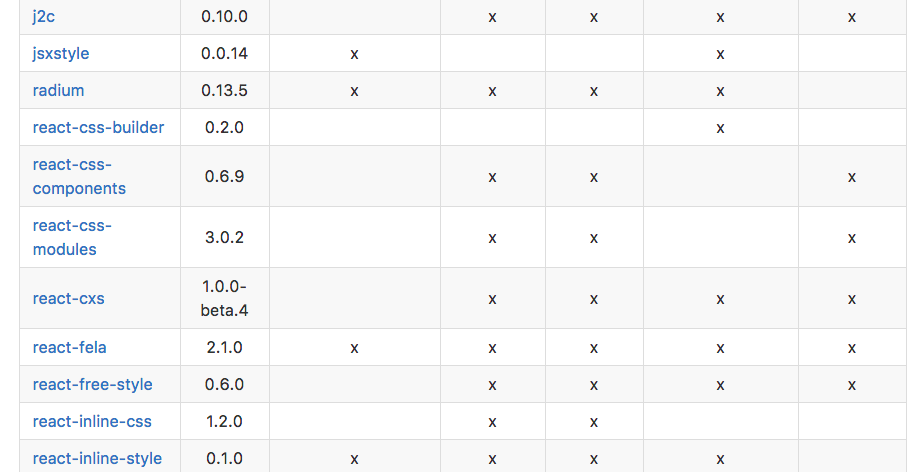 j2c 0.10.0 x x x x
jsxstyle 0.0.14 x x
radium 0.13.5 x x x x
react-css-builder 0.2.0 x
react-css-
components 0.6.9 x x x
react-css-
modules 3.0.2 x x x
react-cxs 1.0.0-
beta.4 x x x x
react-fela 2.1.0 x x x x x
react-free-style 0.6.0 x x x x
react-inline-css 1.2.0 x x
react-inline-style 0.1.0 x x x x